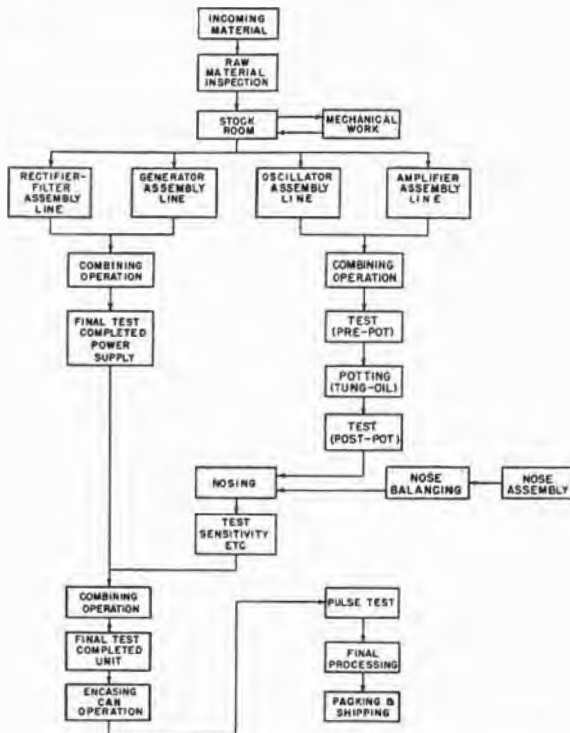 INCOMING
MATERIAL
RAW
MATERIAL
INSPECTION
STOCK
ROOM
MECHANICAL
WORK
RECTIFIER-
FILTER
ASSEMBLY
LINE
GENERATOR
ASSEMBLY
LINE
OSCILLATOR
ASSEMBLY
LINE
AMPLIFIER
ASSEMBLY
LINE
COMBINING
OPERATION
COMBINING
OPERATION
FINAL TEST
COMPLETED
POWER
SUPPLY
TEST
(PRE-POT)
POTTING
(TUNG-OIL)
TEST
(POST-POT)
NOSING
NOSE
BALANCING
NOSE
ASSEMBLY
TEST
SENSITIVITY
ETC
COMBINING
OPERATION
PULSE TEST
FINAL TEST
COMPLETED
UNIT
FINAL
PROCESSING
ENCASING
CAN
OPERATION
PACKING &
SHIPPING